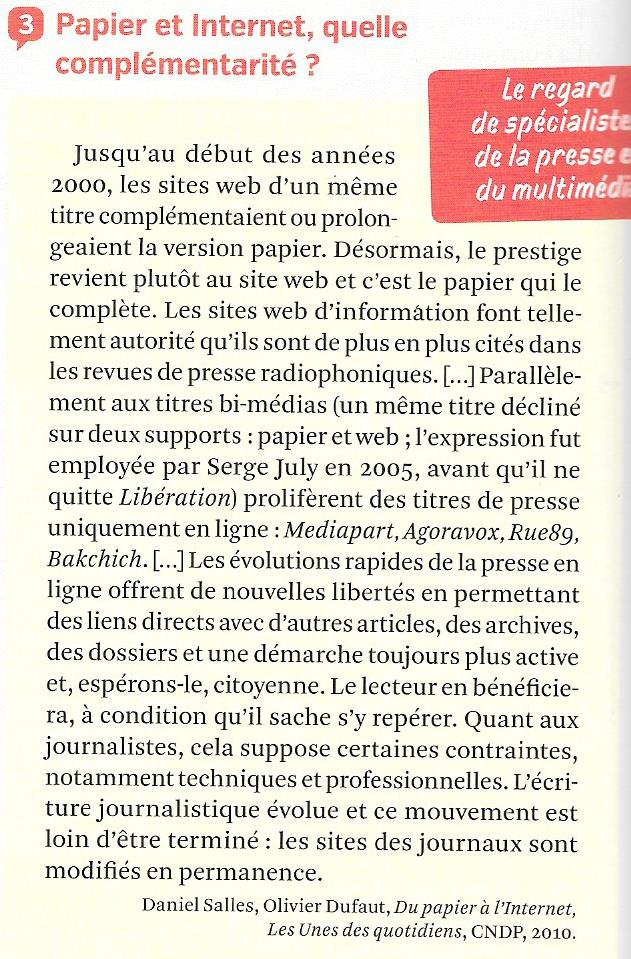 3 Papier et Internet, quelle
complémentarité ?
Le regard
de spécialiste
de la presse e
du multimédi
Jusqu'au début des années
2000, les sites web d'un même
titre complémentaient ou prolon-
geaient la version papier. Désormais, le prestige
revient plutôt au site web et c'est le papier qui le
complète. Les sites web d'information font telle-
ment autorité qu'ils sont de plus en plus cités dans
les revues de presse radiophoniques. [...] Parallèle-
ment aux titres bi-médias (un même titre décliné
sur deux supports : papier et web ; l'expression fut
employée par Serge July en 2005, avant qu'il ne
quitte Libération) prolifèrent des titres de presse
uniquement en ligne : Mediapart, Agoravox, Rue89,
Bakchich. [...] Les évolutions rapides de la presse en
ligne offrent de nouvelles libertés en permettant
des liens directs avec d'autres articles, des archives,
des dossiers et une démarche toujours plus active
et, espérons-le, citoyenne. Le lecteur en bénéficie-
ra, à condition qu'il sache s'y repérer. Quant aux
journalistes, cela suppose certaines contraintes,
notamment techniques et professionnelles. L'écri-
ture journalistique évolue et ce mouvement est
loin d'être terminé : les sites des journaux sont
modifiés en permanence.
Daniel Salles, Olivier Dufaut, Du papier à l'Internet,
Les Unes des quotidiens, CNDP, 2010.